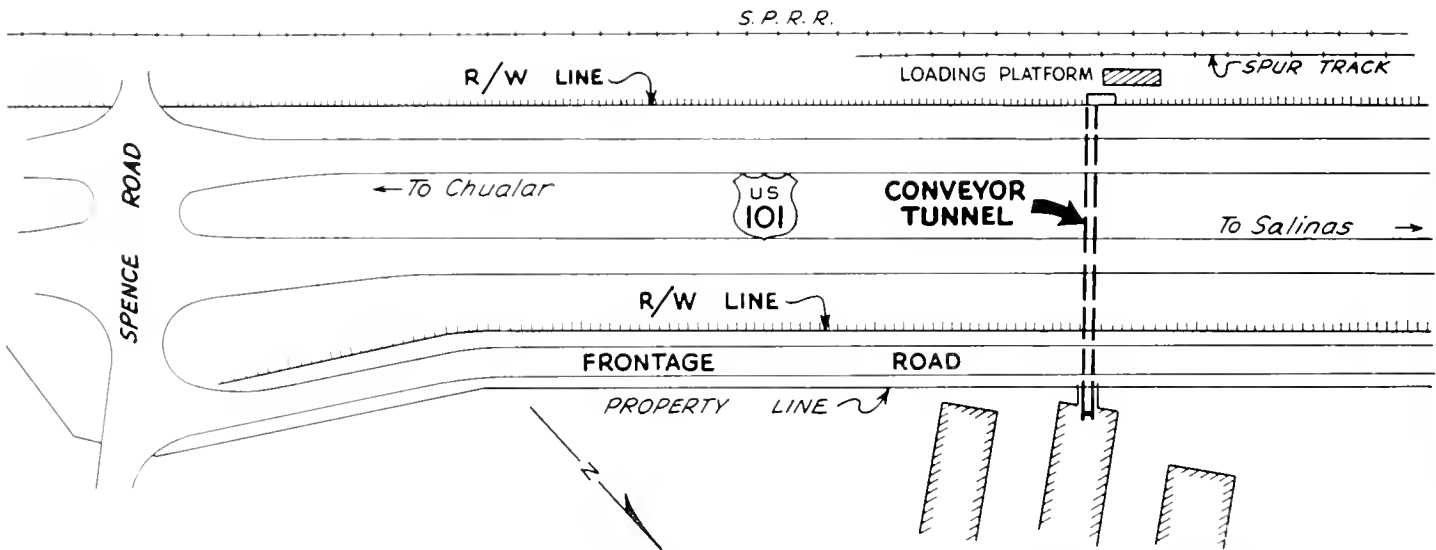 S.P.R.R.
R/W LINE
LOADING PLATFORM
SPUR TRACK
SPENCE ROAD
←To Chualar
US
101
CONVEYOR
TUNNEL
To Salinas →
R/W LINE
FRONTAGE ROAD
PROPERTY LINE
N